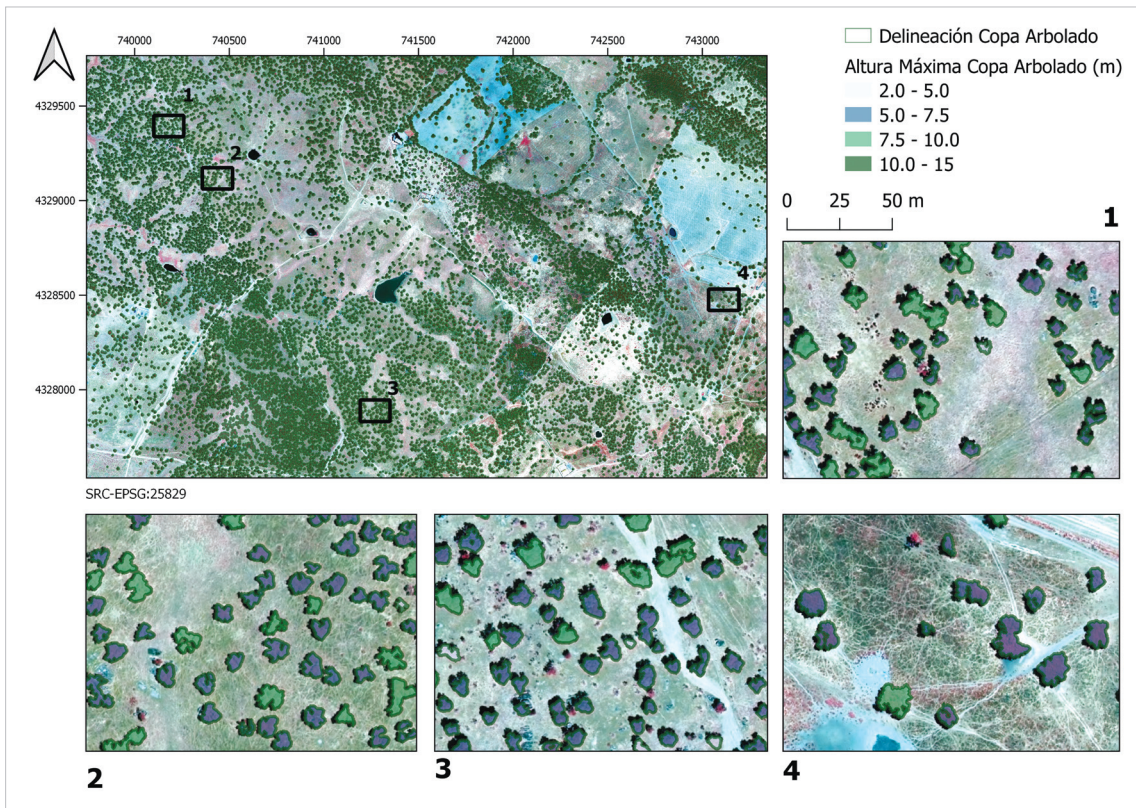 740000 740500 741000 741500 742000 742500 743000
4329500
4329000
4328500
4328000
1
2
3
4
SRC-EPSG:25829
Delineación Copa Arbolado
Altura Máxima Copa Arbolado (m)
2.0 - 5.0
5.0 - 7.5
7.5 - 10.0
10.0 - 15
0 25 50 m
1
2
3
4